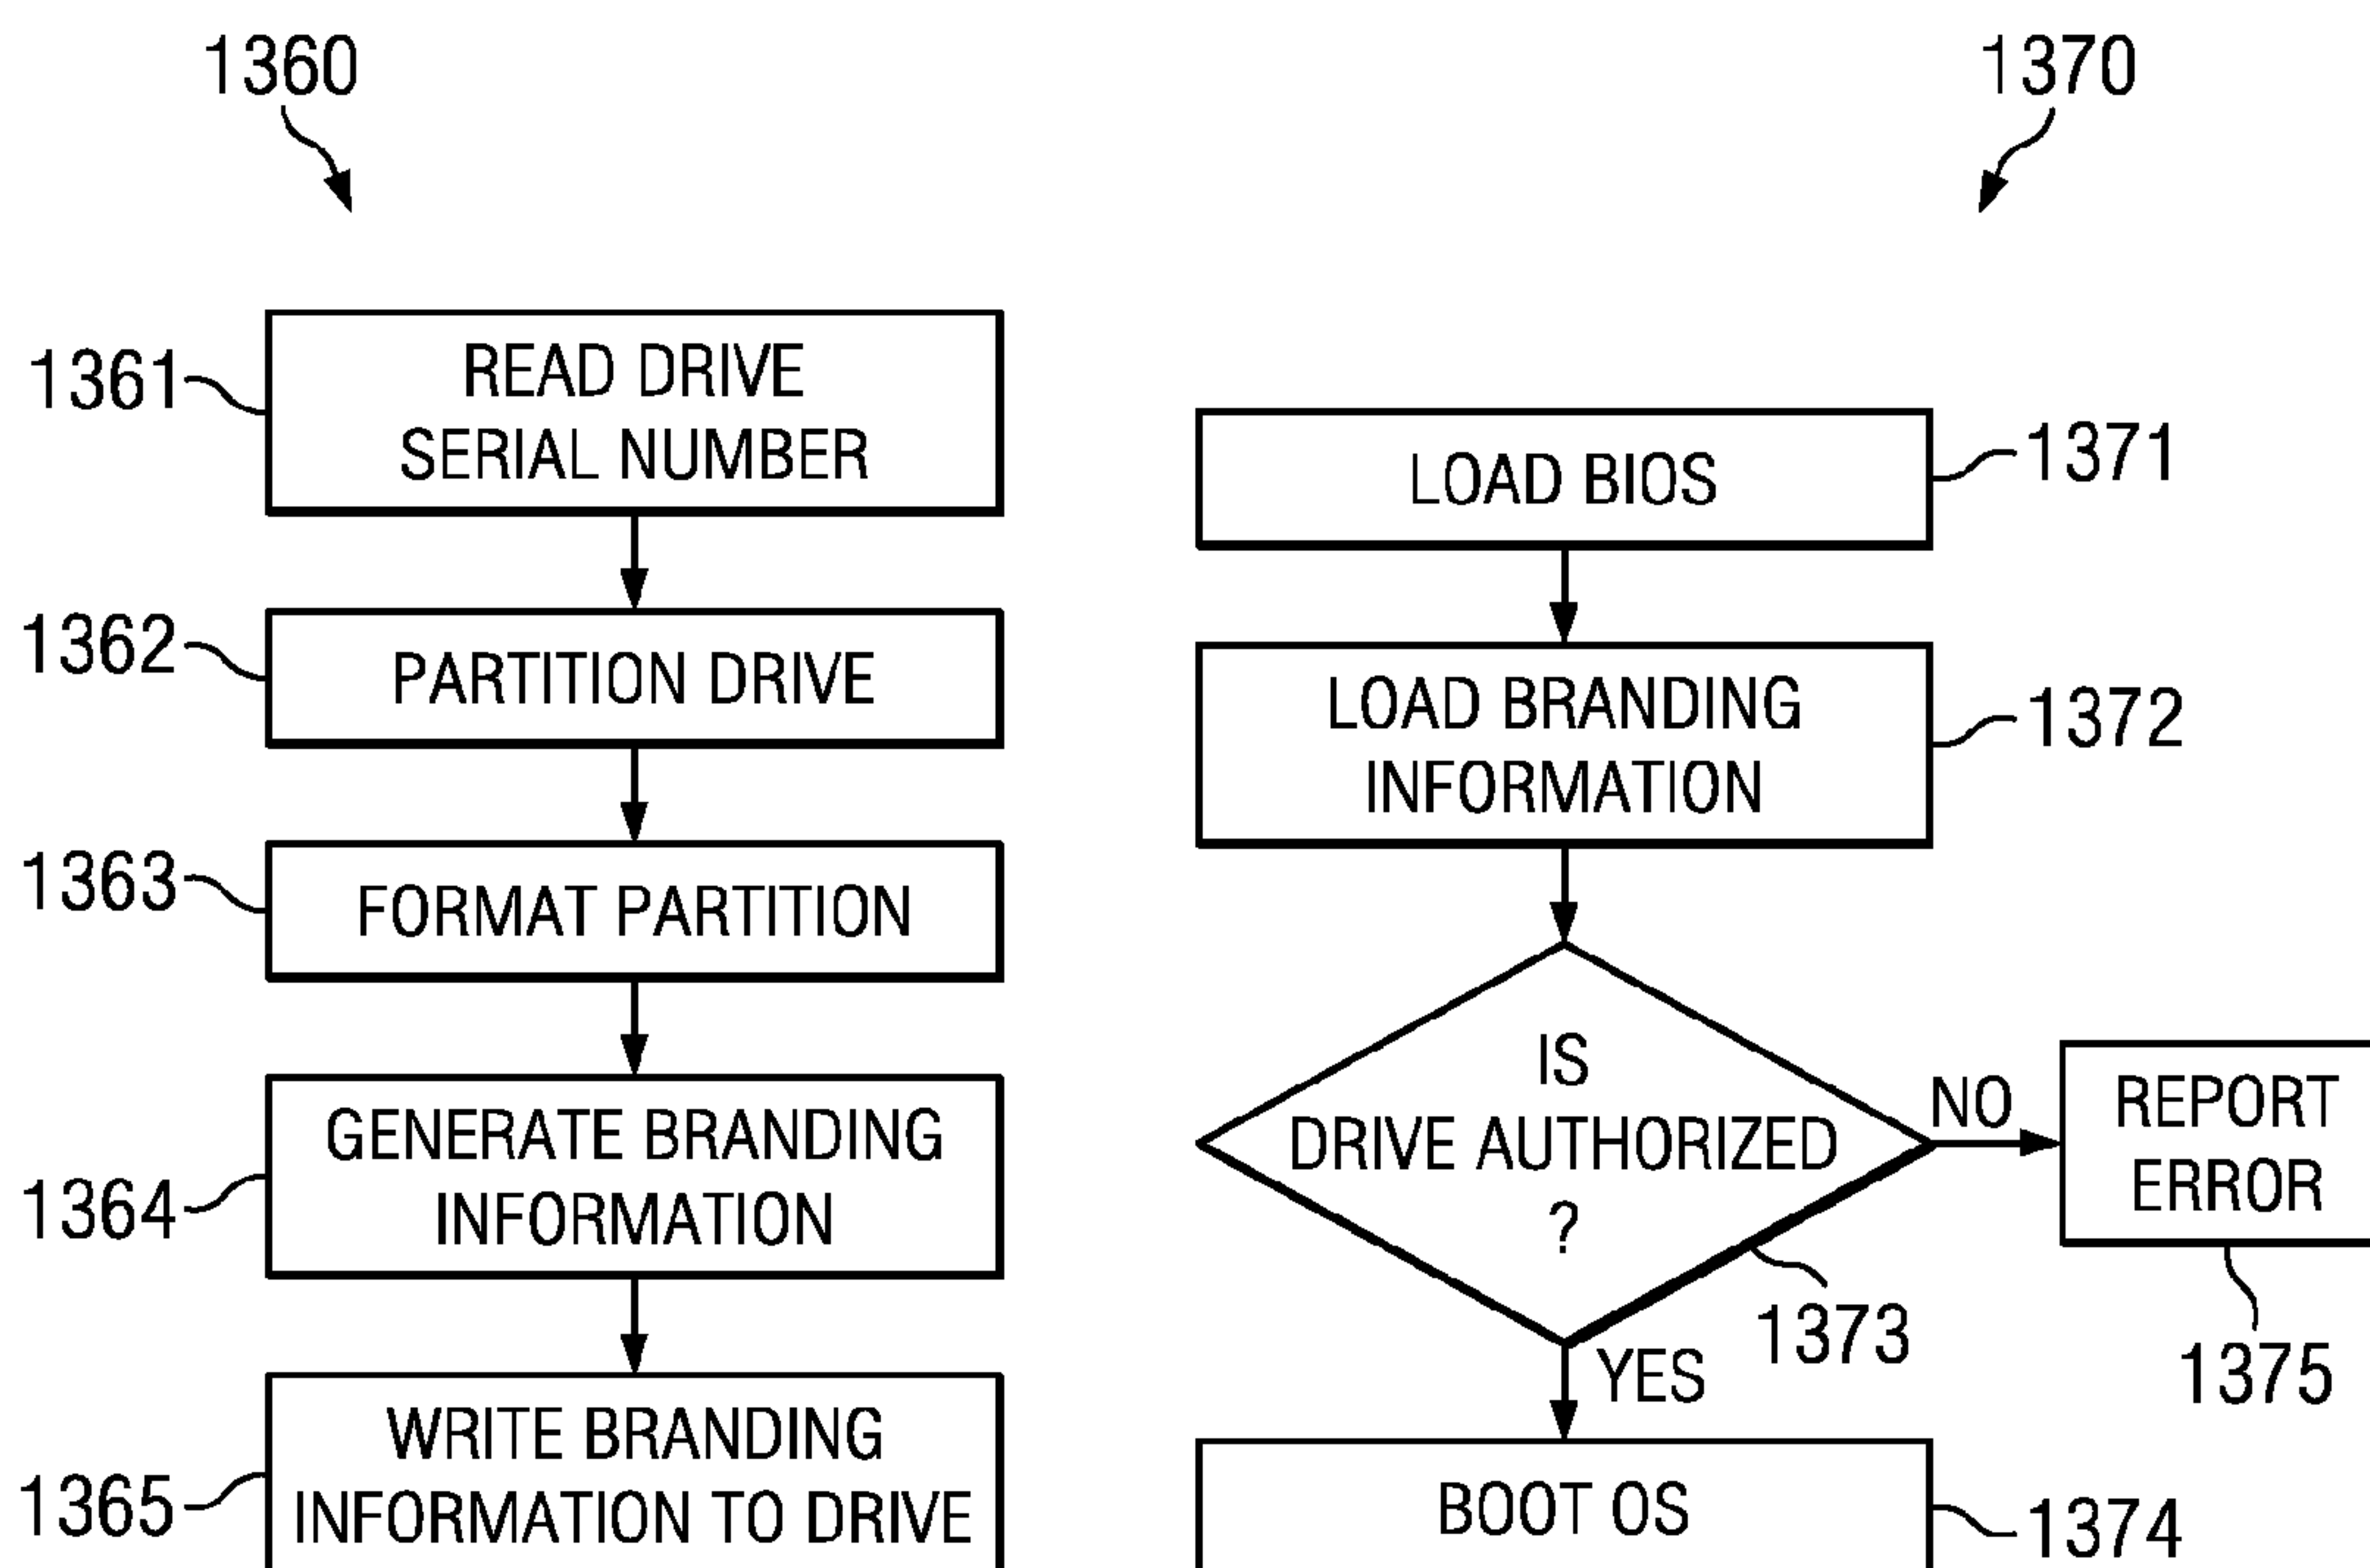 1360
1361
READ DRIVE
SERIAL NUMBER
1362
PARTITION DRIVE
1363
FORMAT PARTITION
1364
GENERATE BRANDING
INFORMATION
1365
WRITE BRANDING
INFORMATION TO DRIVE
1370
LOAD BIOS
1371
LOAD BRANDING
INFORMATION
1372
IS
DRIVE AUTHORIZED
?
1373
NO
REPORT
ERROR
1375
YES
BOOT OS
1374